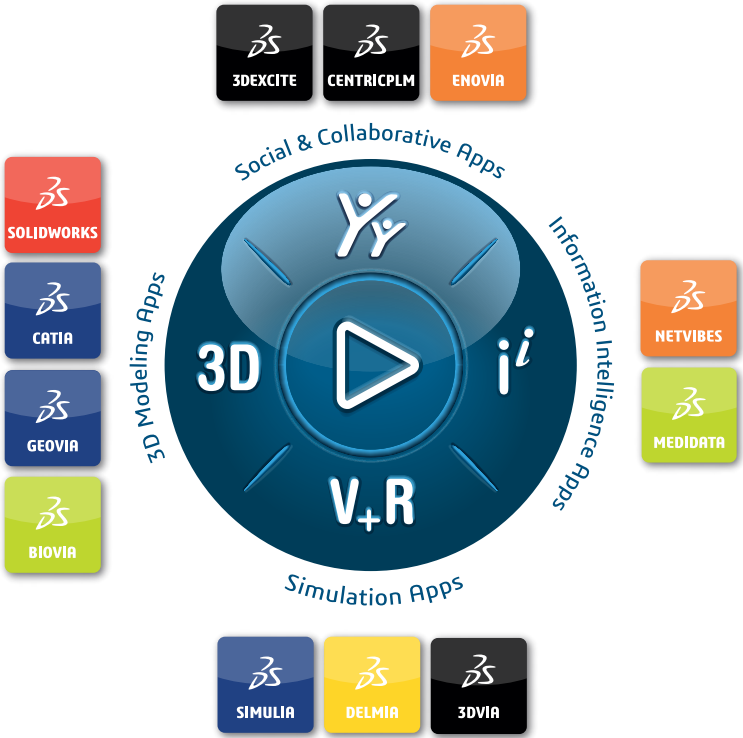 3DEXCITE
CENTRICPLM
ENOVIA
Social & Collaborative Apps
SOLIDWORKS
CATIA
GEOVIA
BIOVIA
3D Modeling Apps
3D
i i
V+R
Information Intelligence Apps
NETVIBES
MEDIDATA
Simulation Apps
SIMULIA
DELMIA
3DVIA